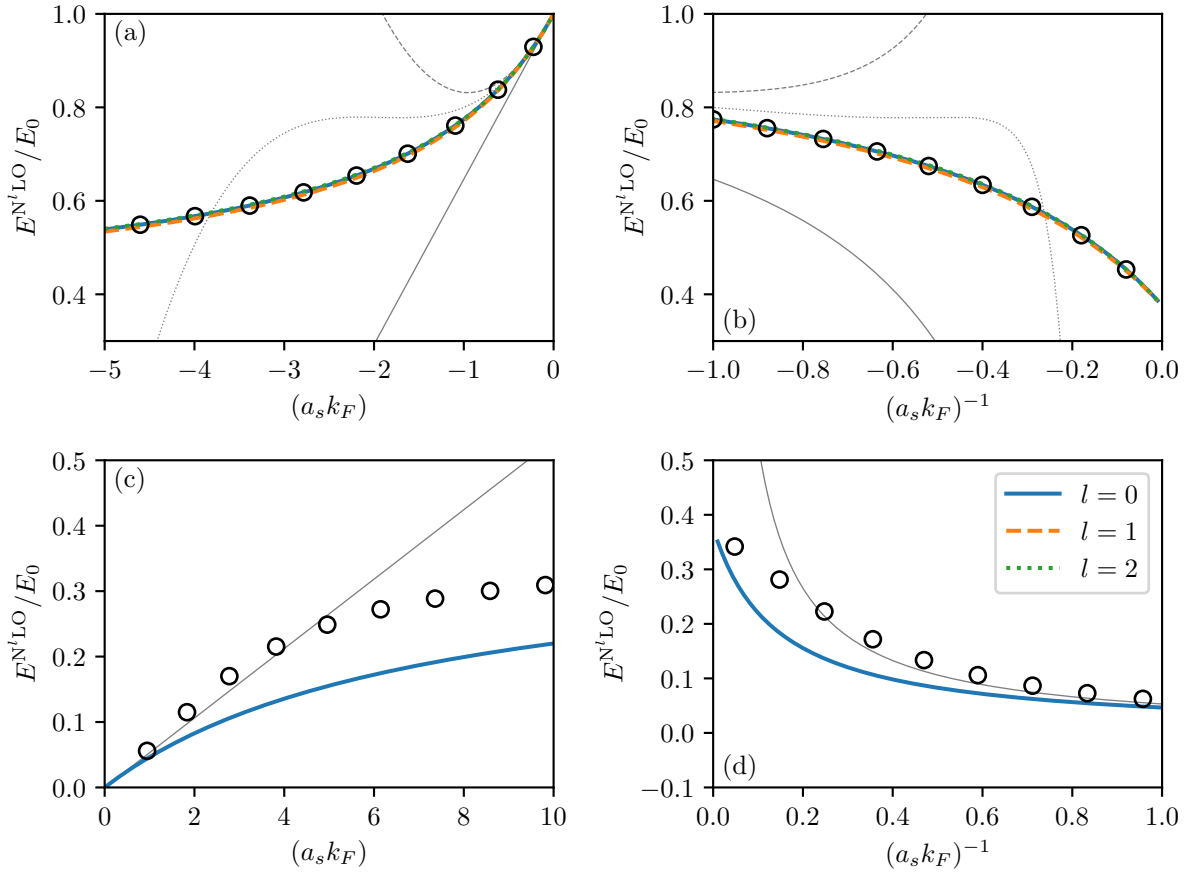 (a)
1.0
0.8
0.6
0.4
E^{N^lLO}/E_0
−5 −4 −3 −2 −1 0
(a_s k_F)
(b)
1.0
0.8
0.6
0.4
E^{N^lLO}/E_0
−1.0 −0.8 −0.6 −0.4 −0.2 0.0
(a_s k_F)^{−1}
(c)
0.5
0.4
0.3
0.2
0.1
0.0
E^{N^lLO}/E_0
0 2 4 6 8 10
(a_s k_F)
0.5
0.4
0.3
0.2
0.1
0.0
−0.1
E^{N^lLO}/E_0
l = 0
l = 1
l = 2
(d)
0.0 0.2 0.4 0.6 0.8 1.0
(a_s k_F)^{−1}